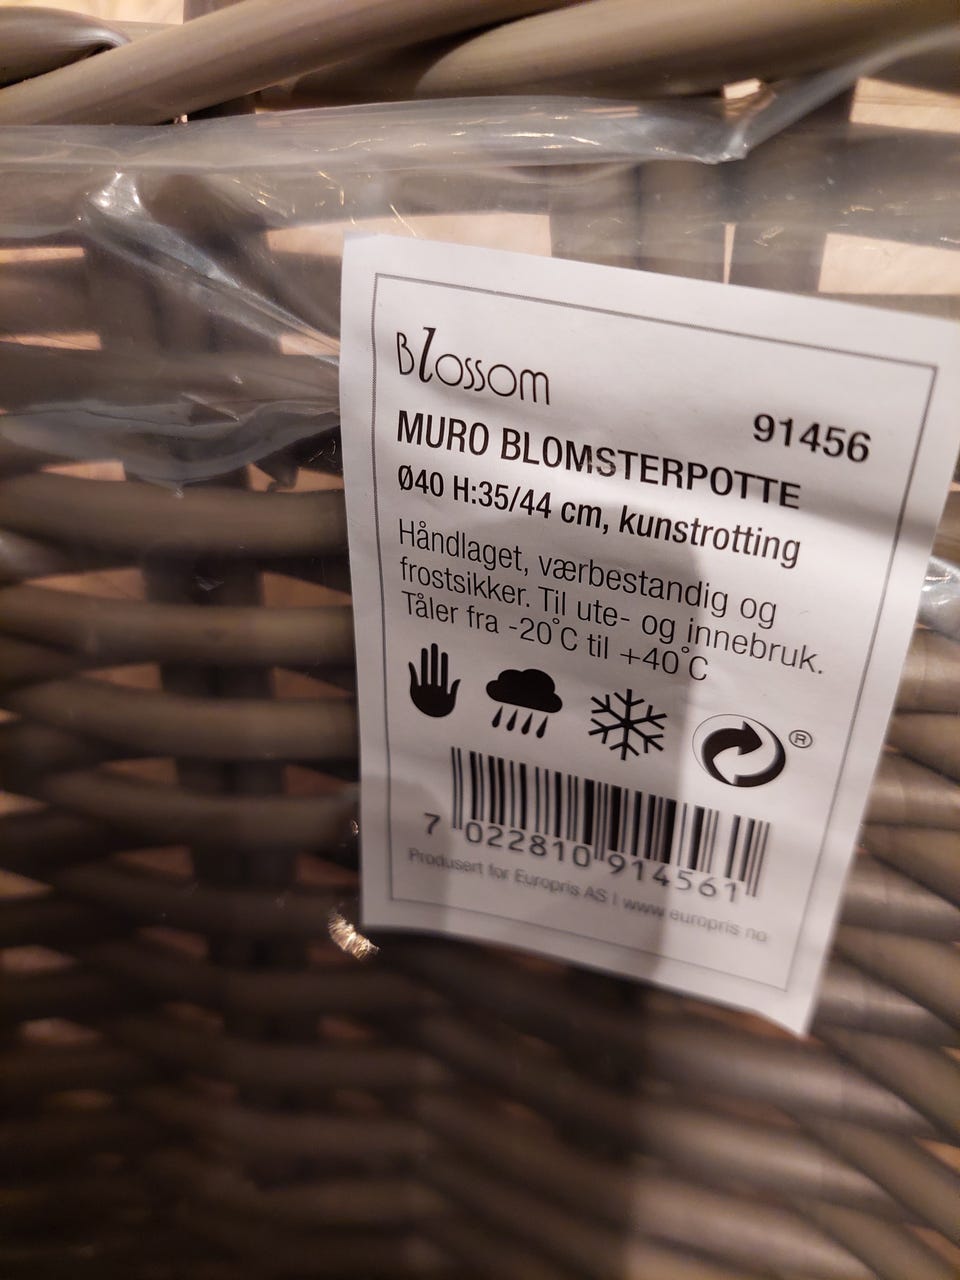 Blossom
91456
MURO BLOMSTERPOTTE
Ø40 H:35/44 cm, kunstrotting
Håndlaget, værbestandig og
frostsikker. Til ute- og innebruk.
Tåler fra -20°C til +40°C
®
7 022810 914561
Produsert for Europris AS | www.europris.no